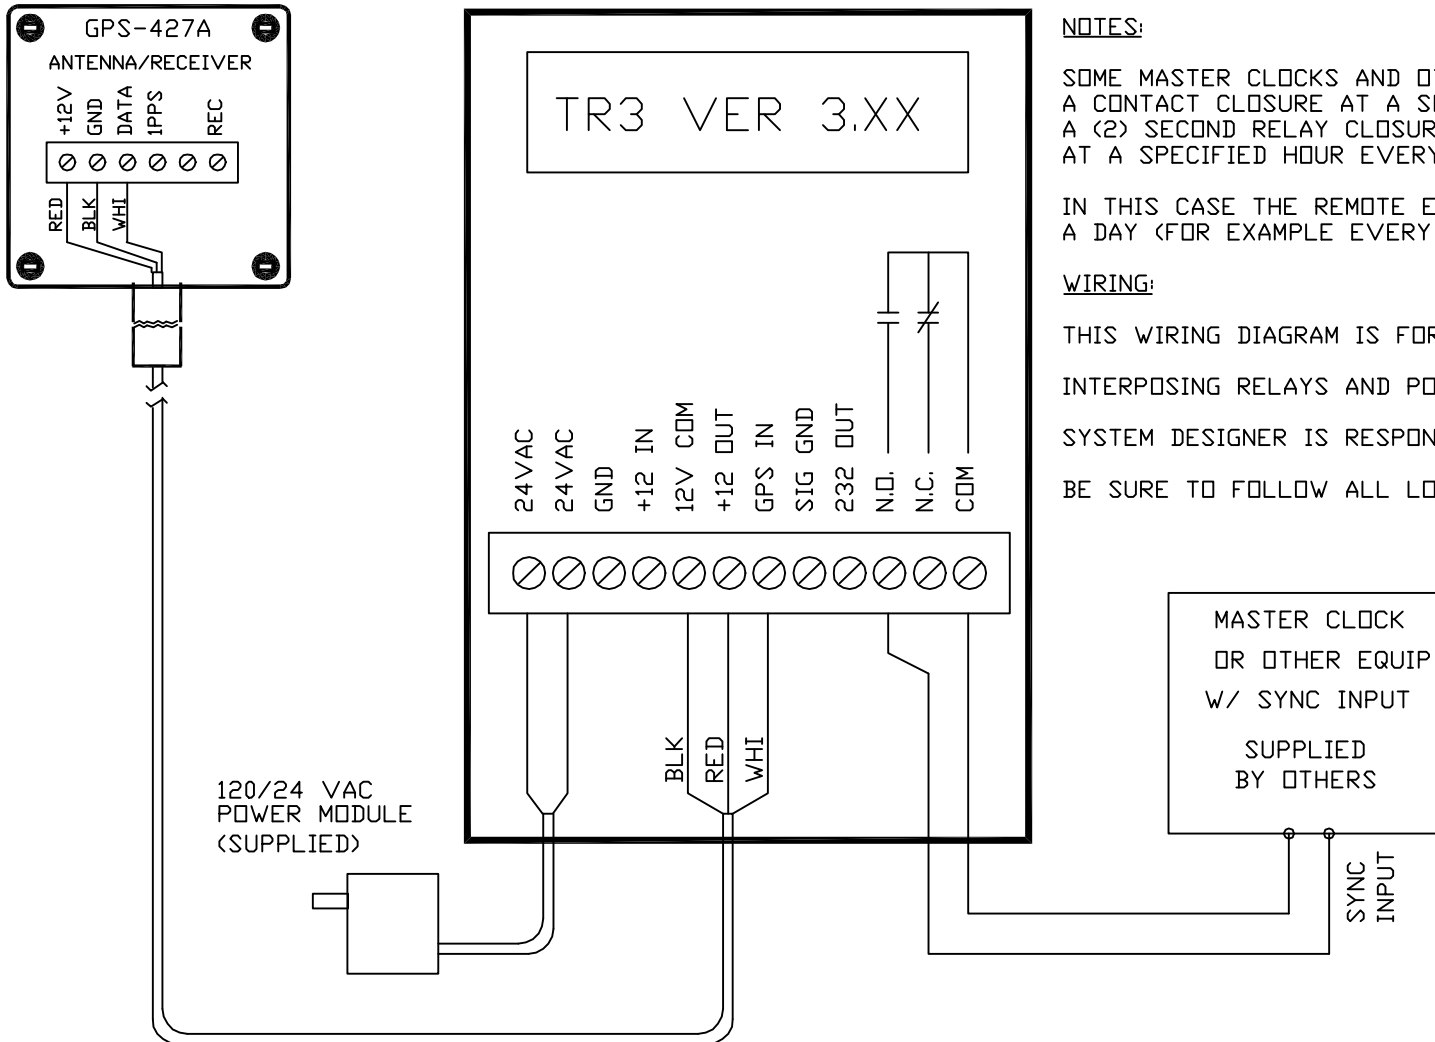 GPS-427A
ANTENNA/RECEIVER
+12V
GND
DATA
1PPS
REC
RED
BLK
WHI
TR3 VER 3.XX
24VAC
24VAC
GND
+12 IN
12V COM
+12 OUT
GPS IN
SIG GND
232 OUT
N.O.
N.C.
COM
BLK
RED
WHI
120/24 VAC
POWER MODULE
(SUPPLIED)
NOTES:
SOME MASTER CLOCKS AND
A CONTACT CLOSURE AT A
A (2) SECOND RELAY
AT A SPECIFIED HOUR EVERY
IN THIS CASE THE REMOTE
A DAY (FOR EXAMPLE EVERY
WIRING:
THIS WIRING DIAGRAM IS FOR
INTERPOSING RELAYS AND
SYSTEM DESIGNER IS
BE SURE TO FOLLOW ALL
MASTER CLOCK
OR OTHER EQUIP
W/ SYNC INPUT
SUPPLIED
BY OTHERS
SYNC
INPUT